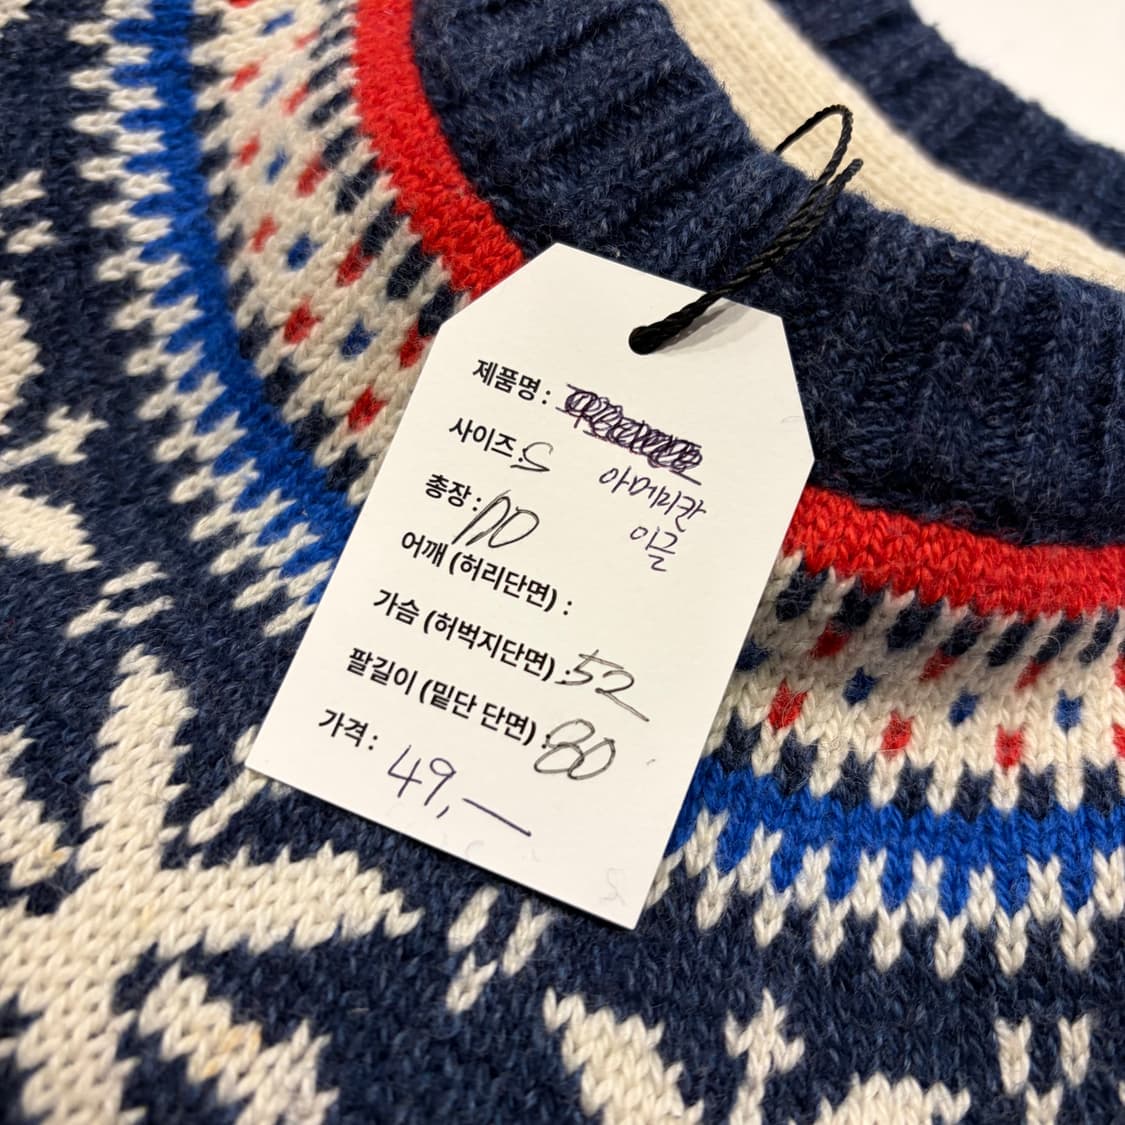 제품명 :
사이즈 : S
아메리칸
이글
총장 :
어깨 (허리단면) :
가슴 (허벅지단면) : 52
팔길이 (밑단 단면) : 80
가격 : 49,—